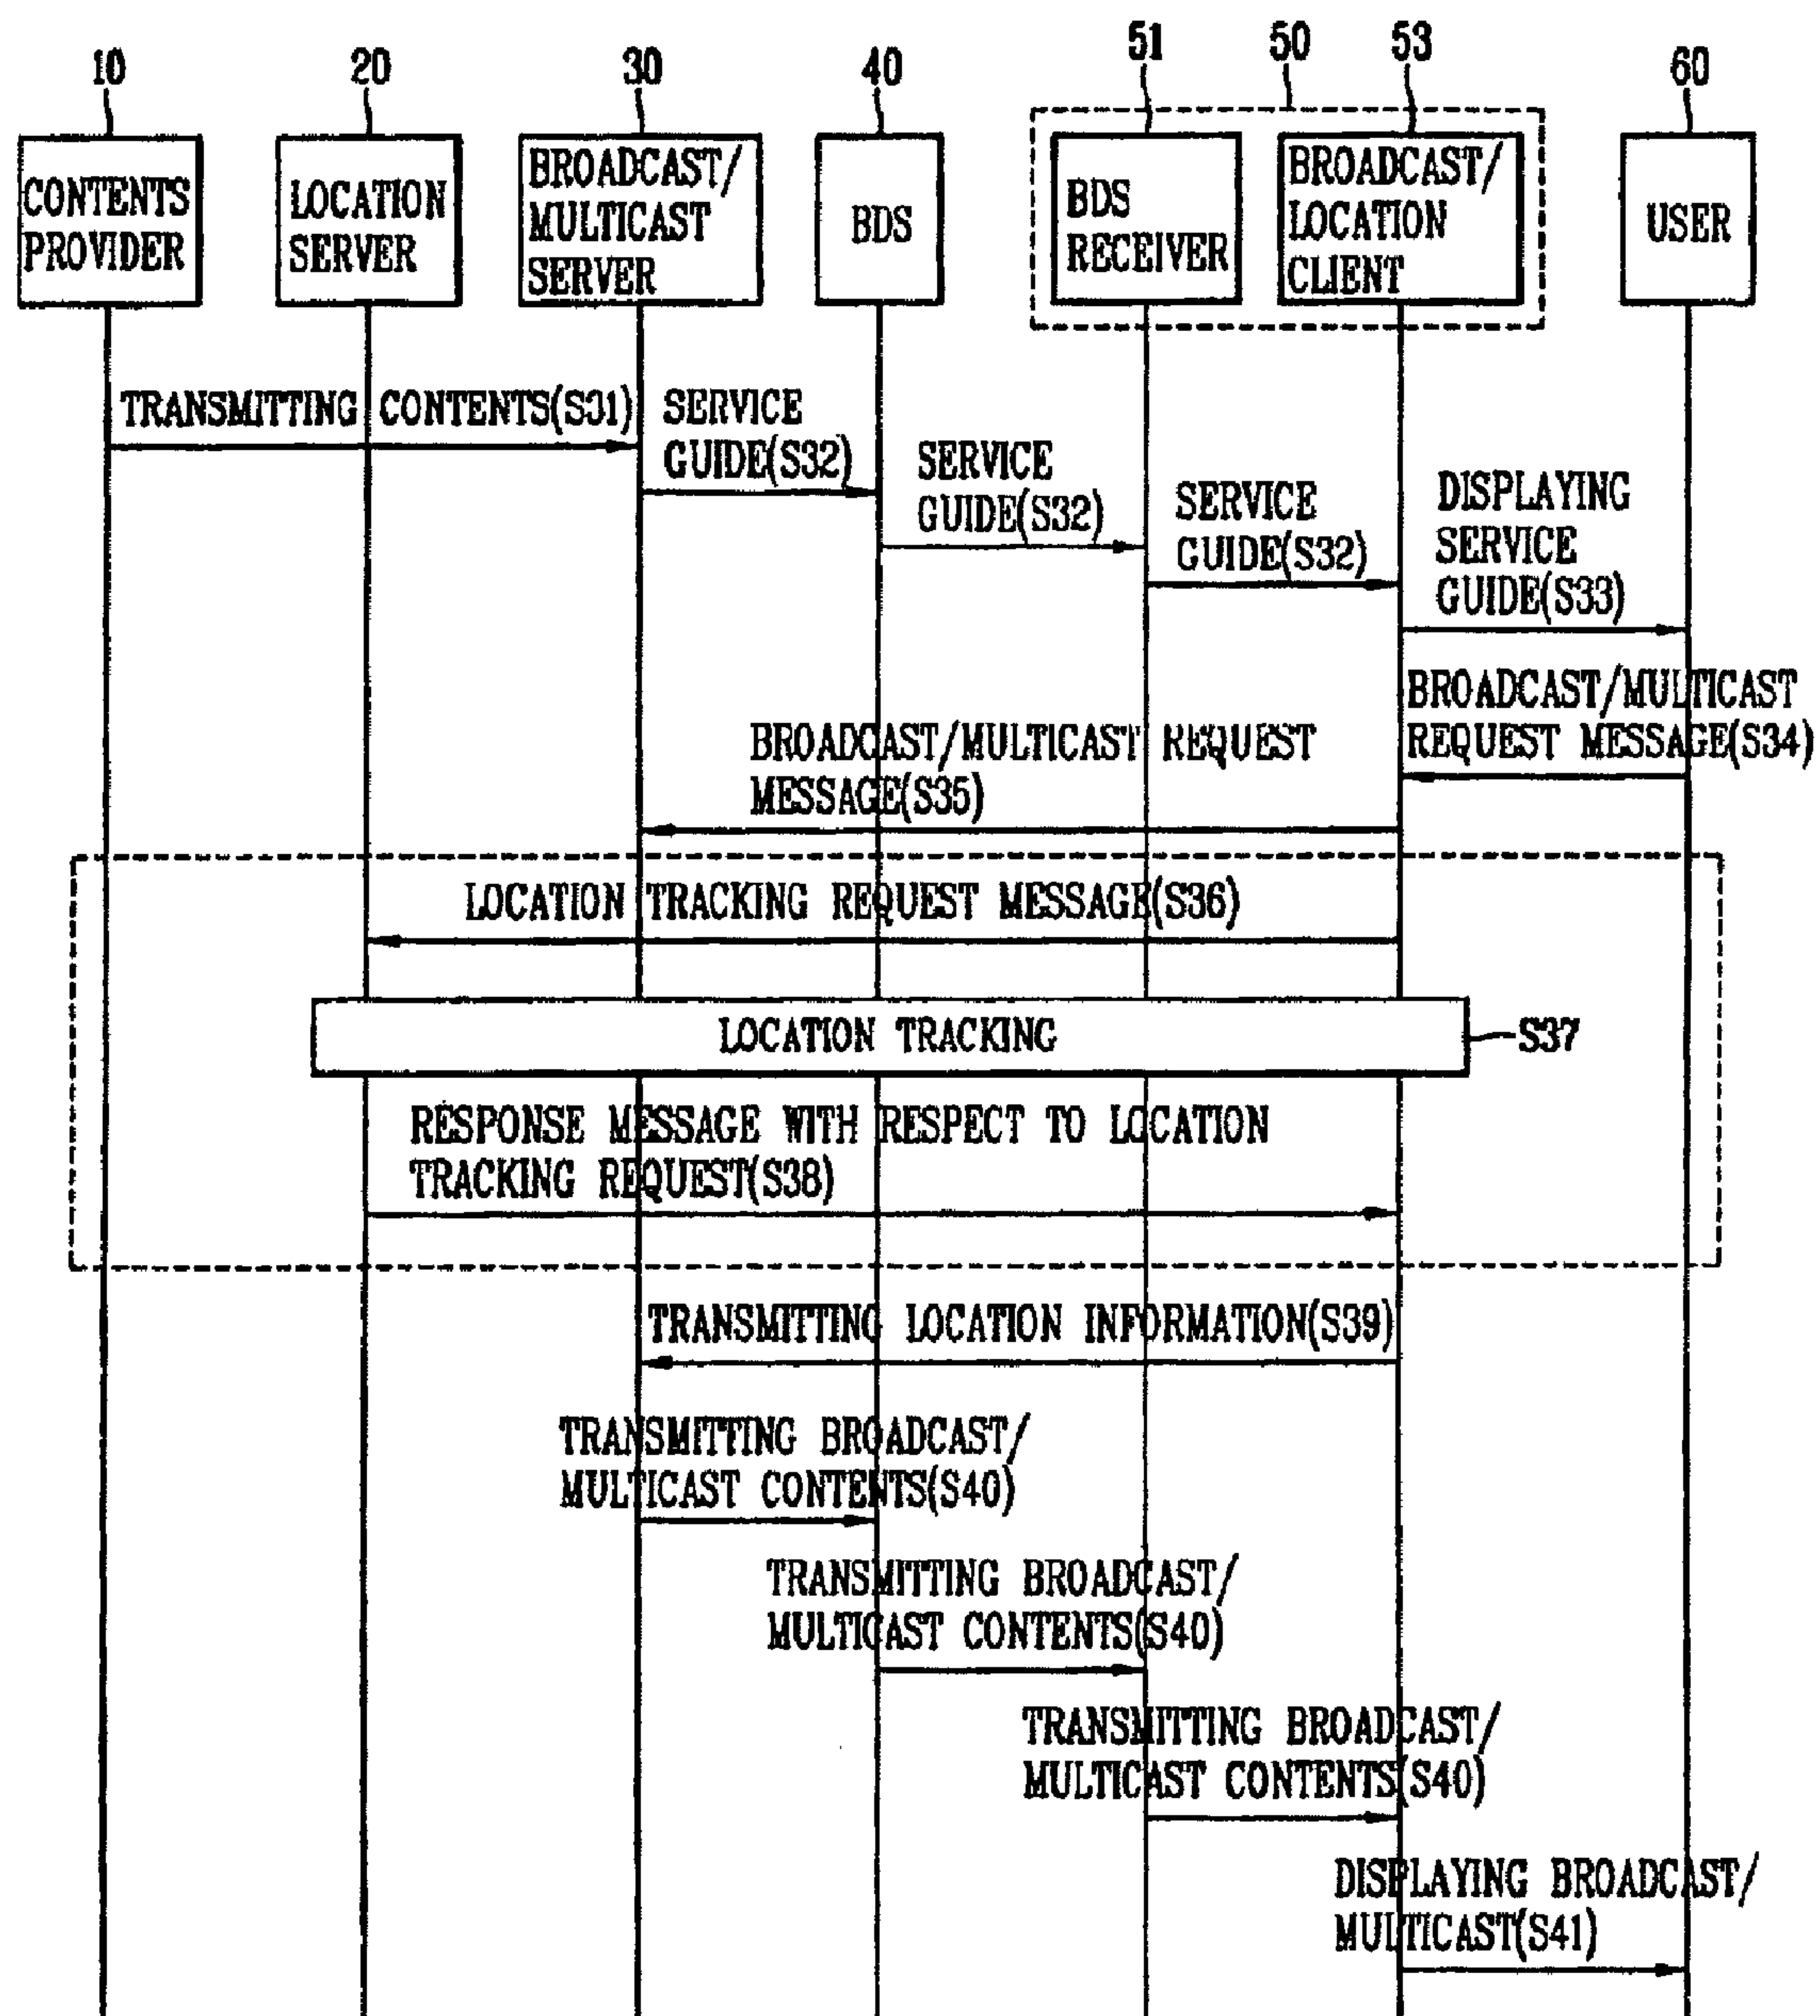 10
20
30
40
51
50
53
60
CONTENTS
PROVIDER
LOCATION
SERVER
BROADCAST/
MULTICAST
SERVER
BDS
BDS
RECEIVER
BROADCAST/
LOCATION
CLIENT
USER
TRANSMITTING CONTENTS(S31)
SERVICE
GUIDE(S32)
SERVICE
GUIDE(S32)
SERVICE
GUIDE(S32)
DISPLAYING
SERVICE
GUIDE(S33)
BROADCAST/MULTICAST
REQUEST MESSAGE(S34)
BROADCAST/MULTICAST REQUEST
MESSAGE(S35)
LOCATION TRACKING REQUEST MESSAGE(S36)
LOCATION TRACKING
S37
RESPONSE MESSAGE WITH RESPECT TO LOCATION
TRACKING REQUEST(S38)
TRANSMITTING LOCATION INFORMATION(S39)
TRANSMITTING BROADCAST/
MULTICAST CONTENTS(S40)
TRANSMITTING BROADCAST/
MULTICAST CONTENTS(S40)
TRANSMITTING BROADCAST/
MULTICAST CONTENTS(S40)
DISPLAYING BROADCAST/
MULTICAST(S41)